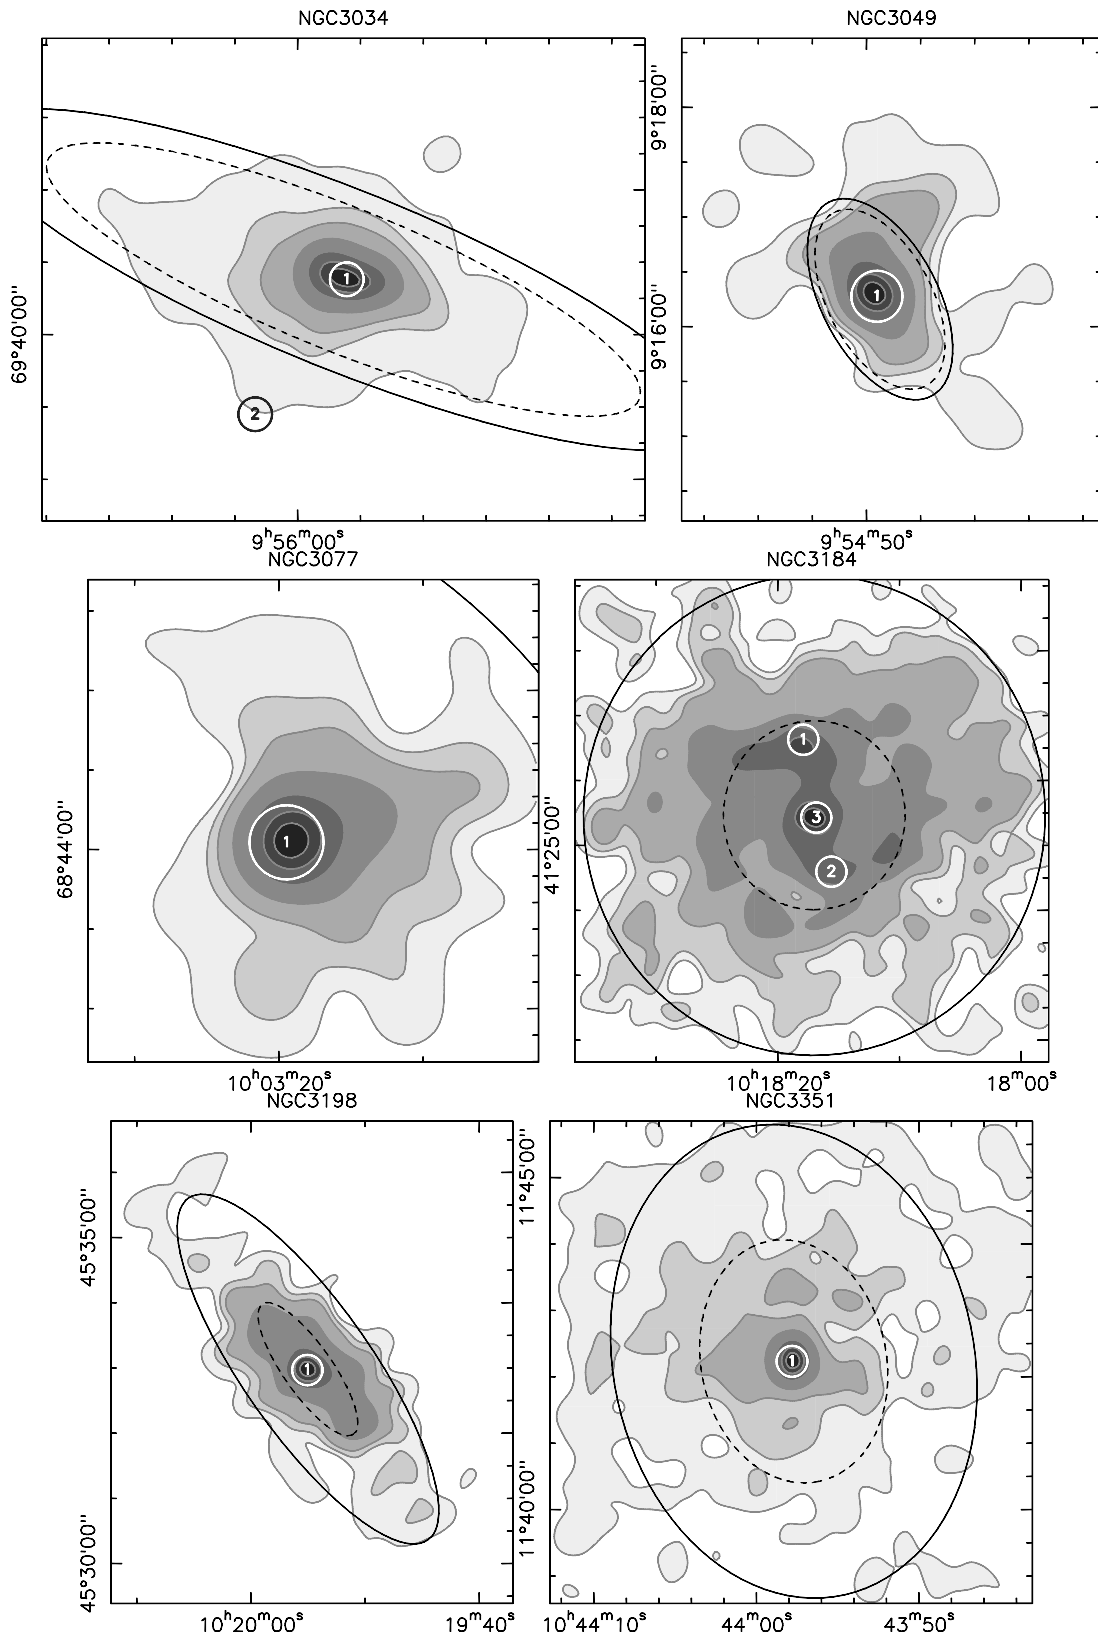 NGC3034
NGC3049
69°40'00''
1
2
9ʰ56ᵐ00ˢ
9°18'00''
9°16'00''
1
9ʰ54ᵐ50ˢ
NGC3077
NGC3184
68°44'00''
1
10ʰ03ᵐ20ˢ
41°25'00''
1
3
2
10ʰ18ᵐ20ˢ
18ᵐ00ˢ
NGC3198
NGC3351
45°35'00''
45°30'00''
1
10ʰ20ᵐ00ˢ
19ᵐ40ˢ
11°45'00''
11°40'00''
1
10ʰ44ᵐ10ˢ
44ᵐ00ˢ
43ᵐ50ˢ